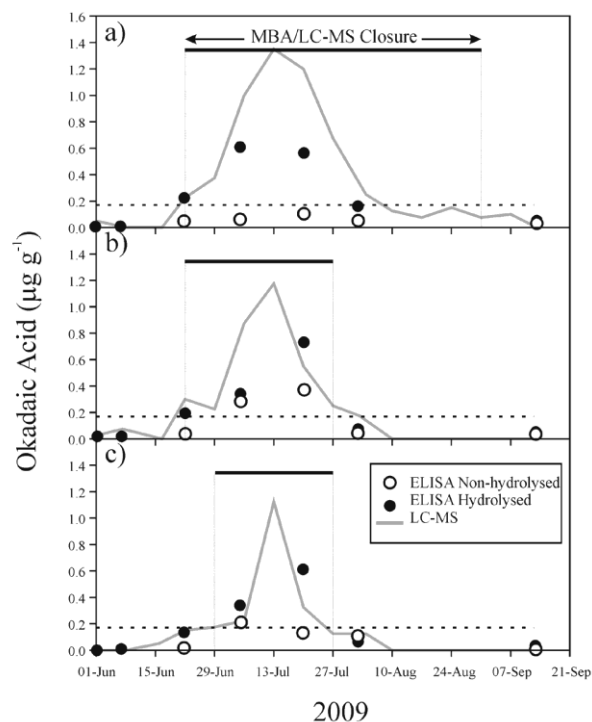 1.6
a)
MBA/LC-MS Closure
1.4
1.2
1.0
0.8
0.6
0.4
0.2
0.0
b)
1.4
1.2
1.0
0.8
0.6
0.4
0.2
0.0
c)
1.4
1.2
1.0
0.8
0.6
0.4
0.2
0.0
Okadaic Acid (µg g⁻¹)
ELISA Non-hydrolysed
ELISA Hydrolysed
LC-MS
01-Jun 15-Jun 29-Jun 13-Jul 27-Jul 10-Aug 24-Aug 07-Sep 21-Sep
2009